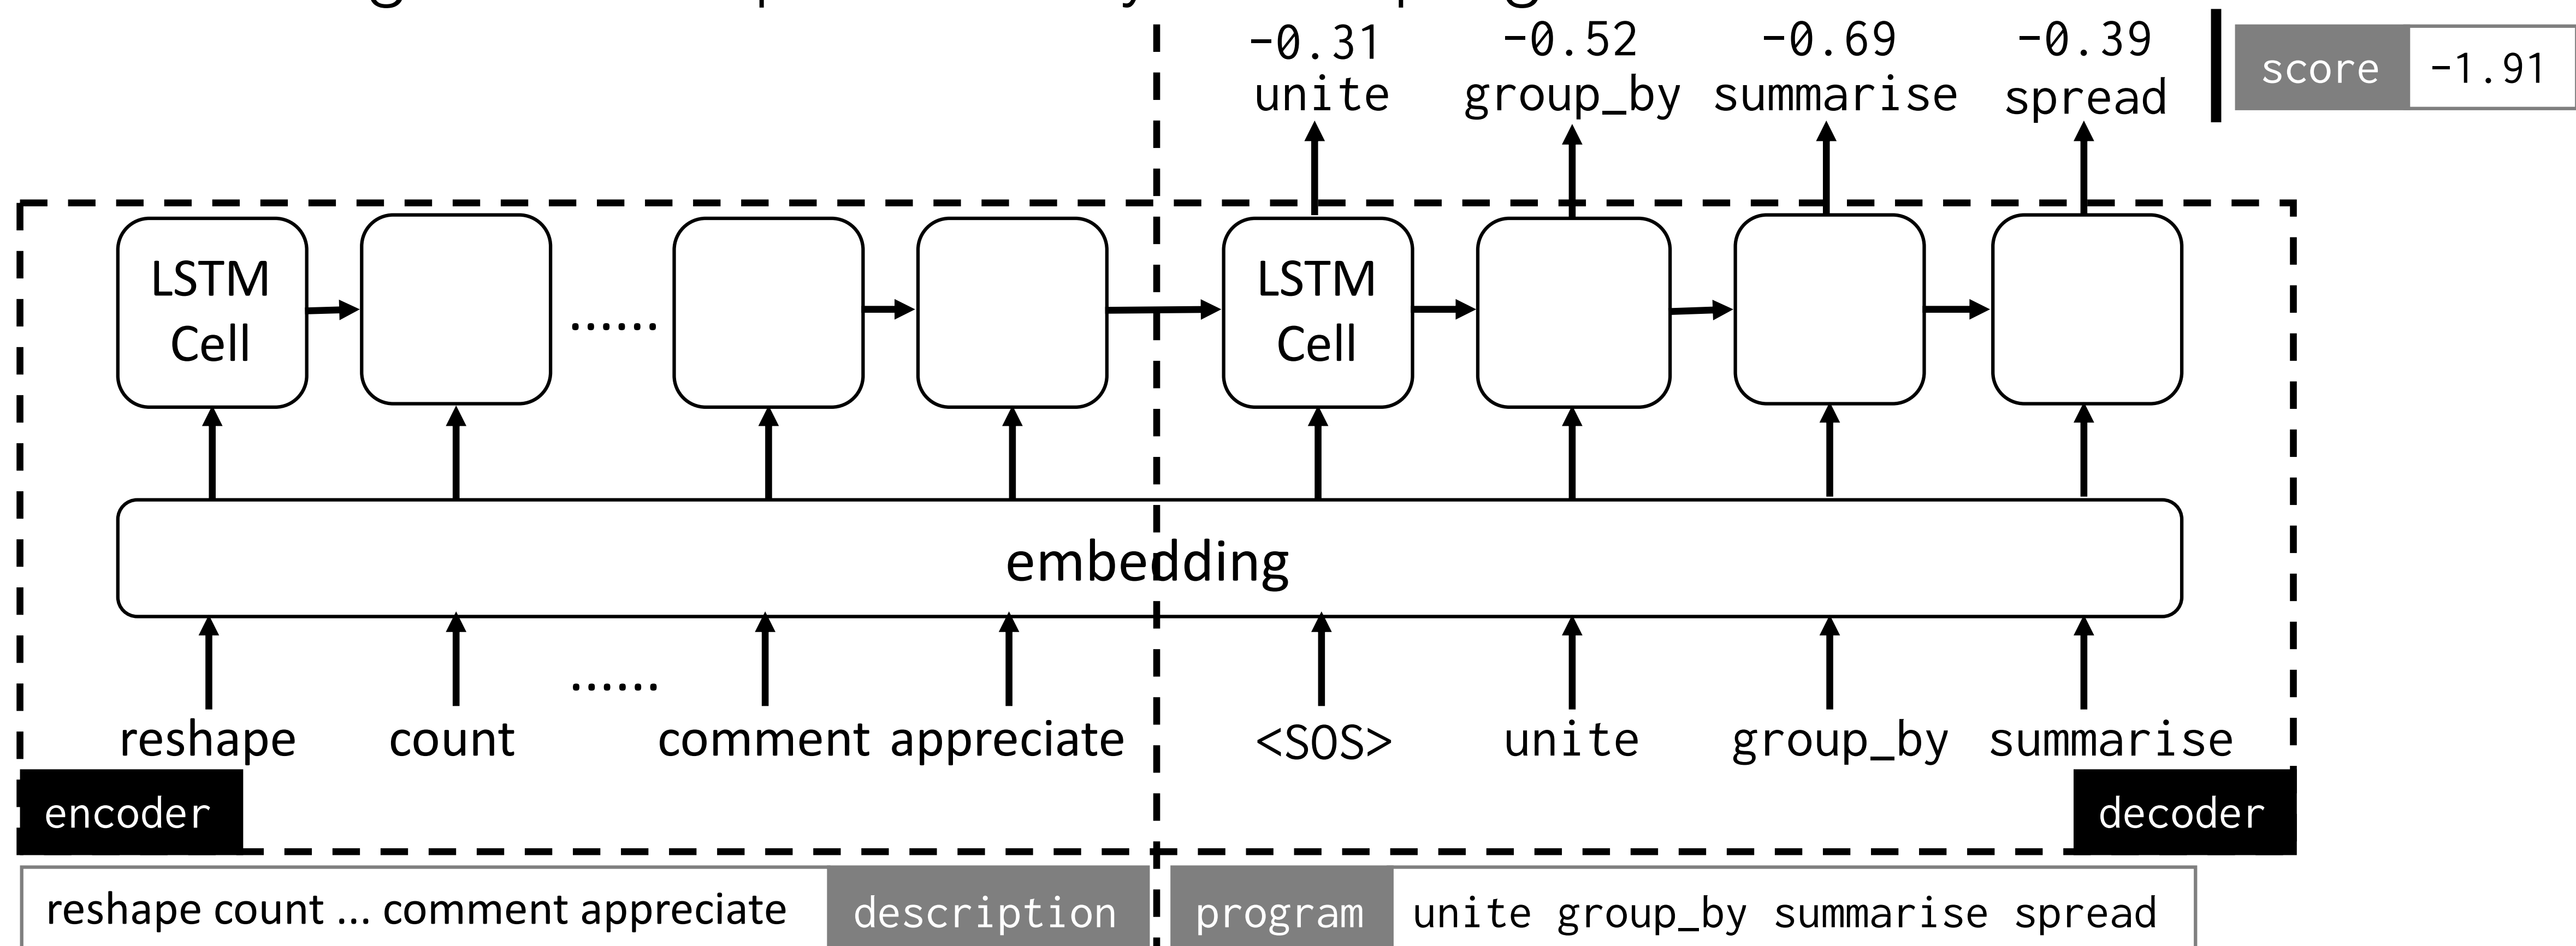 -0.31 -0.52 -0.69 -0.39
unite group_by summarise spread
score -1.91
LSTM
Cell
......
LSTM
Cell
embedding
......
reshape count comment appreciate <SOS> unite group_by summarise
encoder
decoder
reshape count ... comment appreciate description
program unite group_by summarise spread